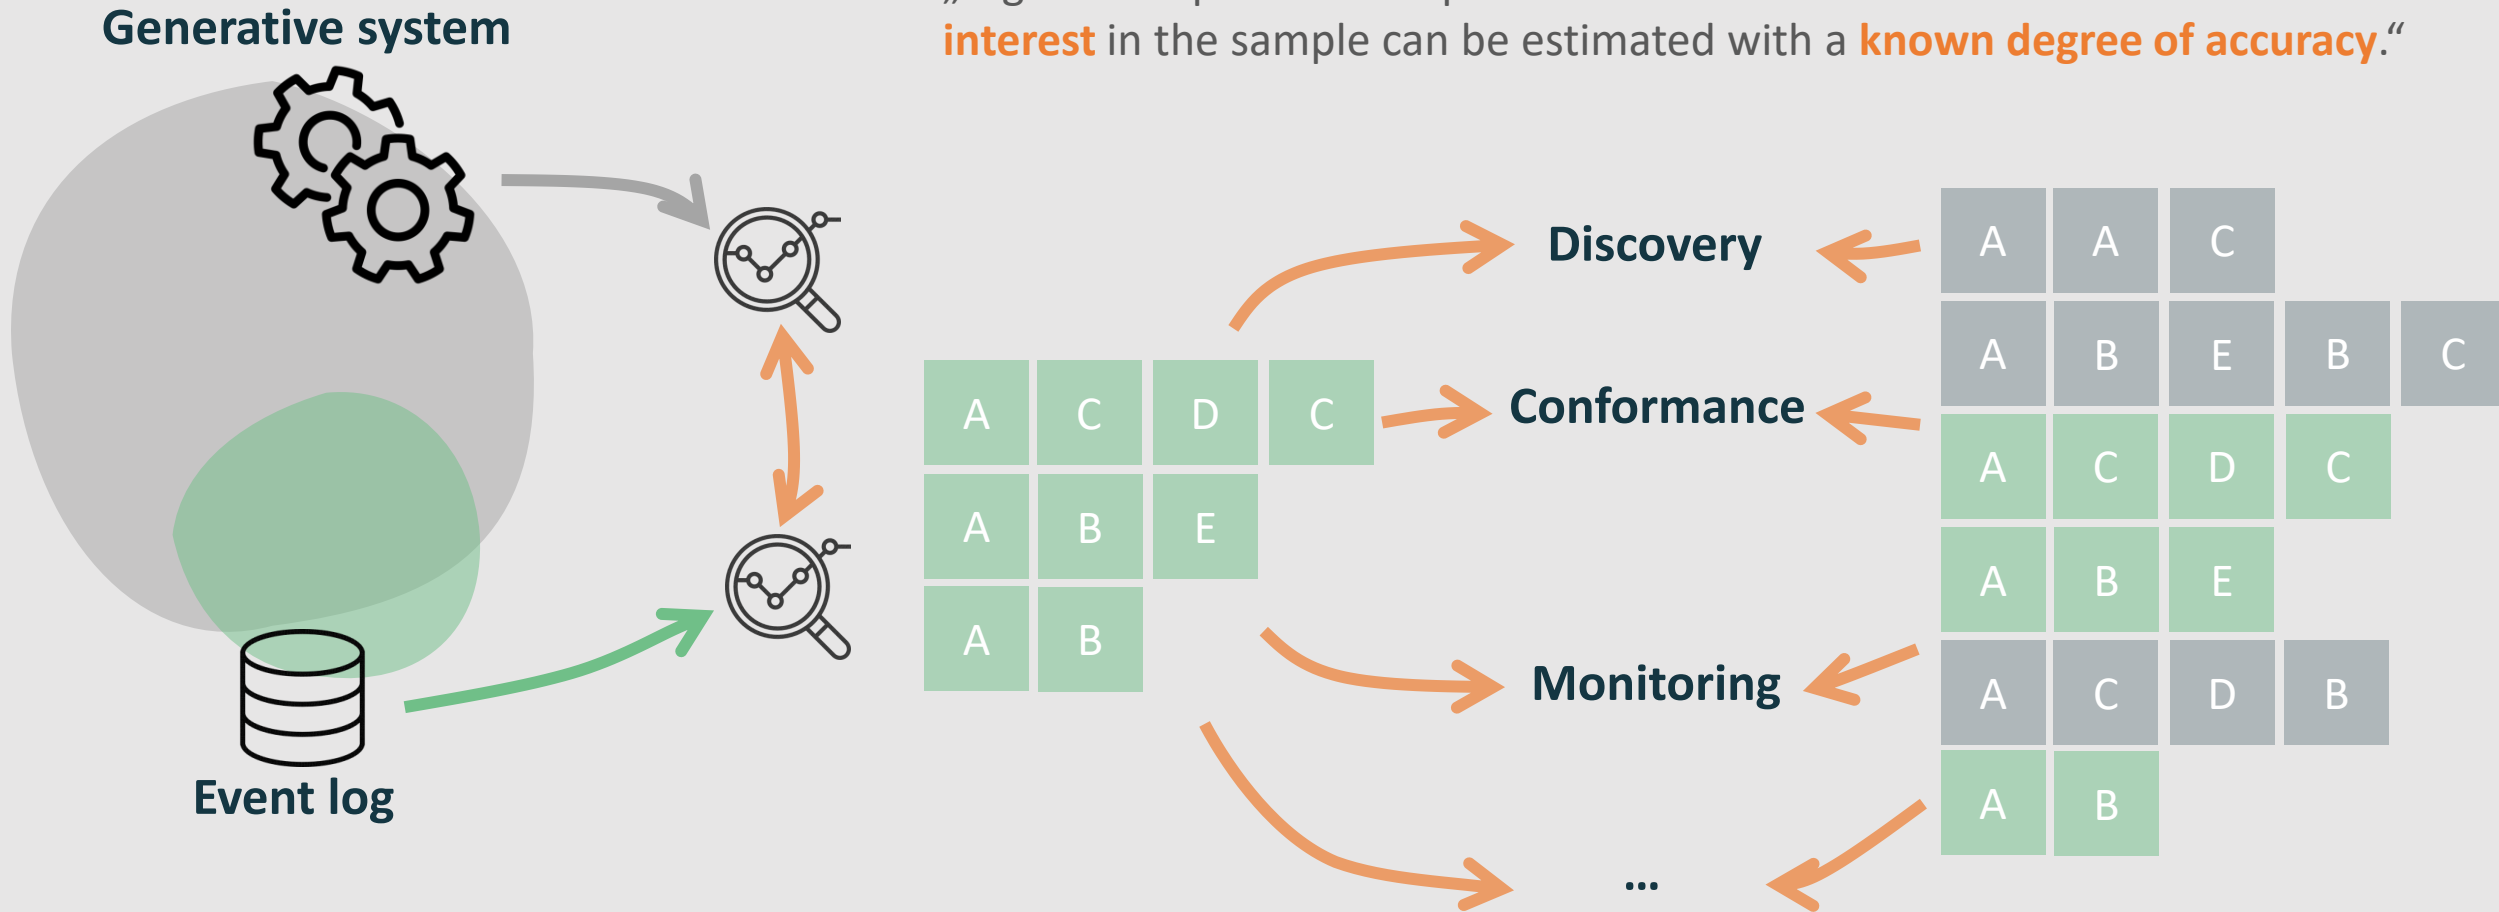 Generative system
interest in the sample can be estimated with a known degree of accuracy.“
Discovery
A A C
A B E B C
A C D C
Conformance
A C D C
A B E
A B E
A B
Monitoring
A C D B
Event log
A B
...